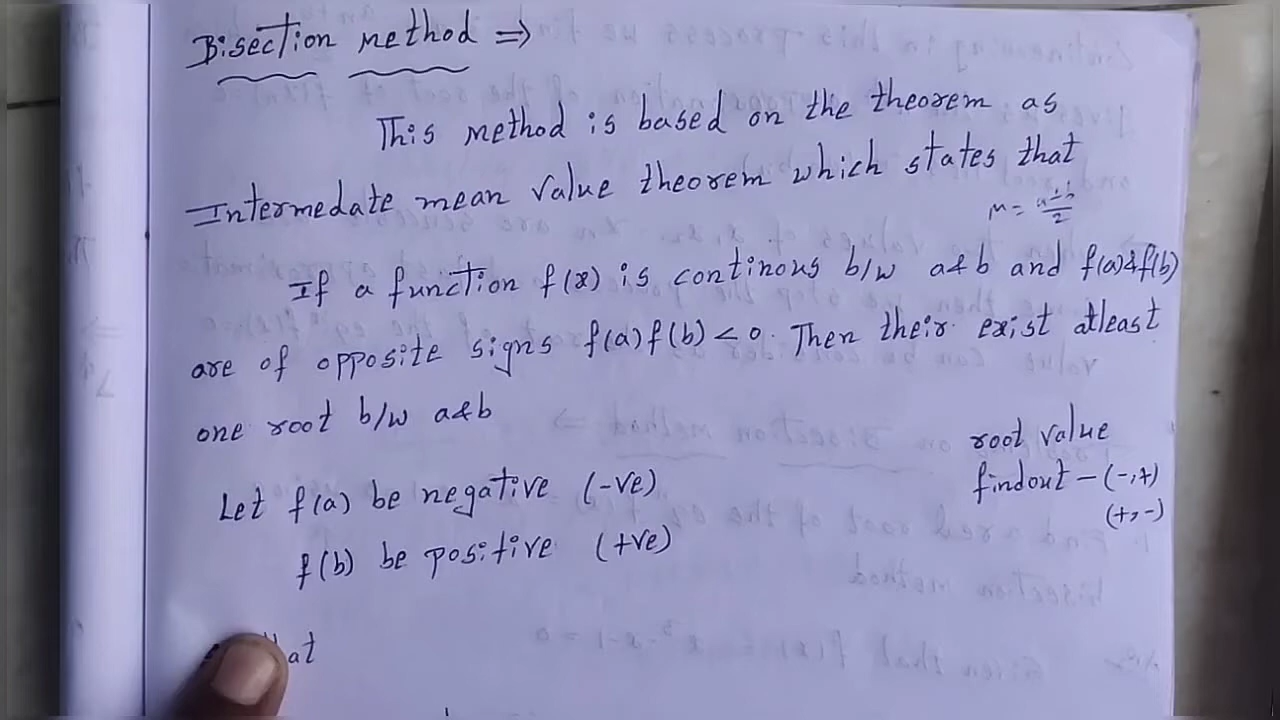 Bisection method ⇒
This method is based on the theorem as
Intermedate mean value theorem which states that
If a function f(x) is continous b/w a&b and f(a)&f(b)
are of opposite signs f(a)f(b)<0. Then their exist atleast
one root b/w a&b
root value
findout - (-,+)
(+,-)
Let f(a) be negative (-ve)
f(b) be positive (+ve)